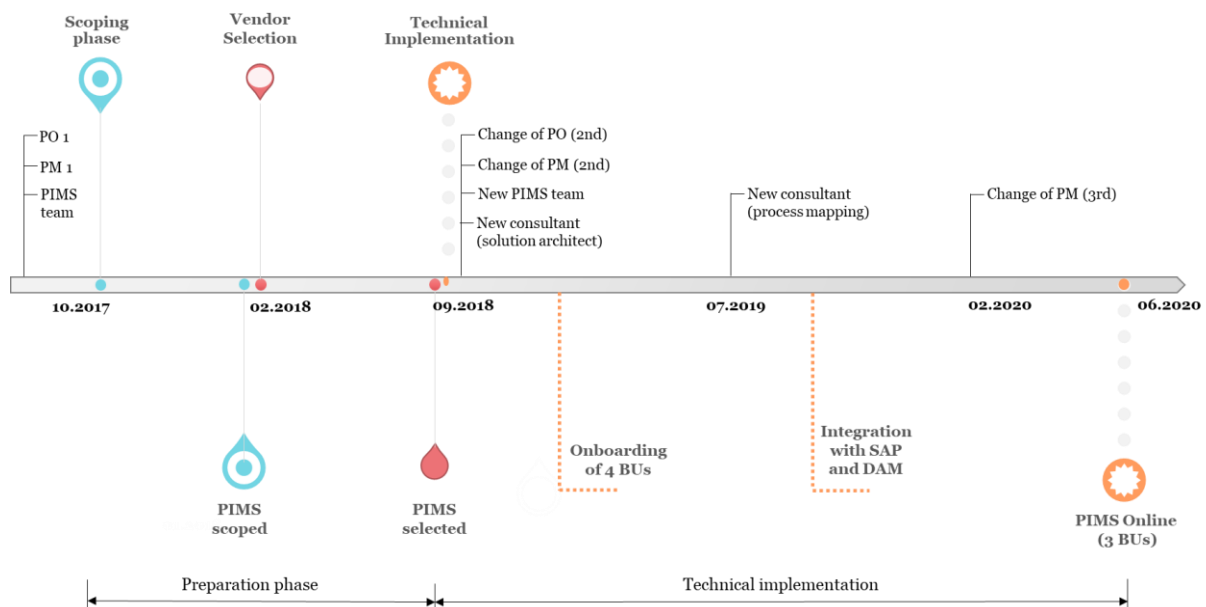 Scoping
phase
Vendor
Selection
Technical
Implementation
PO 1
PM 1
PIMS
team
Change of PO (2nd)
Change of PM (2nd)
New PIMS team
New consultant
(solution architect)
New consultant
(process mapping)
Change of PM (3rd)
10.2017
02.2018
09.2018
07.2019
02.2020
06.2020
Onboarding
of 4 BUs
Integration
with SAP
and DAM
PIMS
scoped
PIMS
selected
PIMS Online
(3 BUs)
Preparation phase
Technical implementation